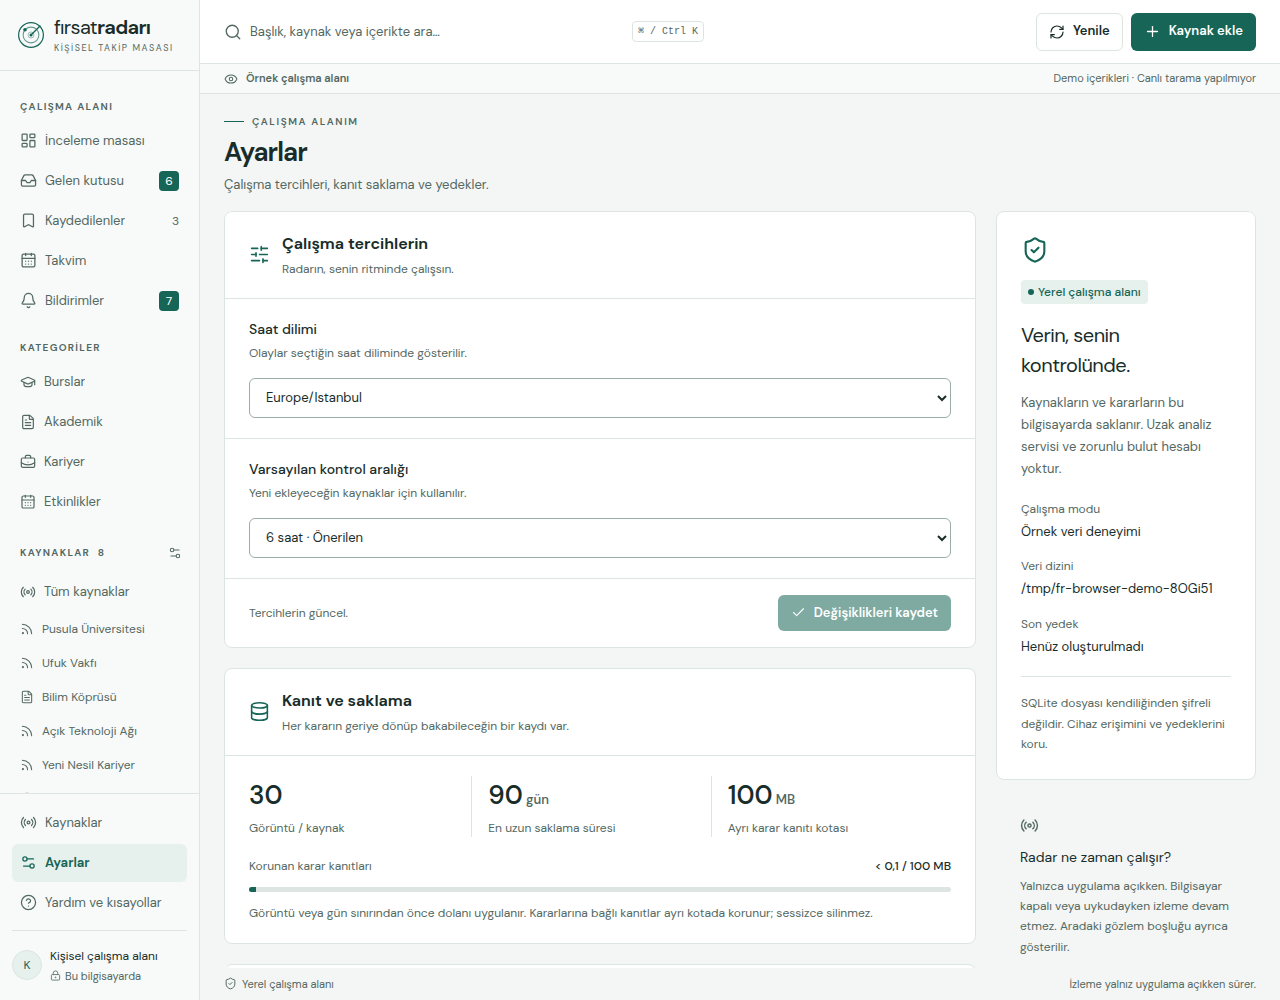 fırsatradarı
KİŞİSEL TAKİP MASASI
ÇALIŞMA ALANI
İnceleme masası
Gelen kutusu 6
Kaydedilenler 3
Takvim
Bildirimler 7
KATEGORİLER
Burslar
Akademik
Kariyer
Etkinlikler
KAYNAKLAR 8
Tüm kaynaklar
Pusula Üniversitesi
Ufuk Vakfı
Bilim Köprüsü
Açık Teknoloji Ağı
Yeni Nesil Kariyer
Kaynaklar
Ayarlar
Yardım ve kısayollar
K
Kişisel çalışma alanı
Bu bilgisayarda
Başlık, kaynak veya içerikte ara...
⌘ / Ctrl K
Yenile
Kaynak ekle
Örnek çalışma alanı
Demo içerikleri · Canlı tarama yapılmıyor
ÇALIŞMA ALANIM
Ayarlar
Çalışma tercihleri, kanıt saklama ve yedekler.
Çalışma tercihlerin
Radarın, senin ritminde çalışsın.
Saat dilimi
Olaylar seçtiğin saat diliminde gösterilir.
Europe/Istanbul
Varsayılan kontrol aralığı
Yeni ekleyeceğin kaynaklar için kullanılır.
6 saat · Önerilen
Tercihlerin güncel.
Değişiklikleri kaydet
Kanıt ve saklama
Her kararın geriye dönüp bakabileceğin bir kaydı var.
30
Görüntü / kaynak
90 gün
En uzun saklama süresi
100 MB
Ayrı karar kanıtı kotası
Korunan karar kanıtları
< 0,1 / 100 MB
Görüntü veya gün sınırından önce dolanı uygulanır. Kararlarına bağlı kanıtlar ayrı kotada korunur; sessizce silinmez.
Yerel çalışma alanı
Verin, senin
kontrolünde.
Kaynakların ve kararların bu
bilgisayarda saklanır. Uzak analiz
servisi ve zorunlu bulut hesabı
yoktur.
Çalışma modu
Örnek veri deneyimi
Veri dizini
/tmp/fr-browser-demo-8OGi51
Son yedek
Henüz oluşturulmadı
SQLite dosyası kendiliğinden şifreli
değildir. Cihaz erişimini ve yedeklerini
koru.
Radar ne zaman çalışır?
Yalnızca uygulama açıkken. Bilgisayar
kapalı veya uykudayken izleme devam
etmez. Aradaki gözlem boşluğu ayrıca
gösterilir.
Yerel çalışma alanı
İzleme yalnız uygulama açıkken sürer.